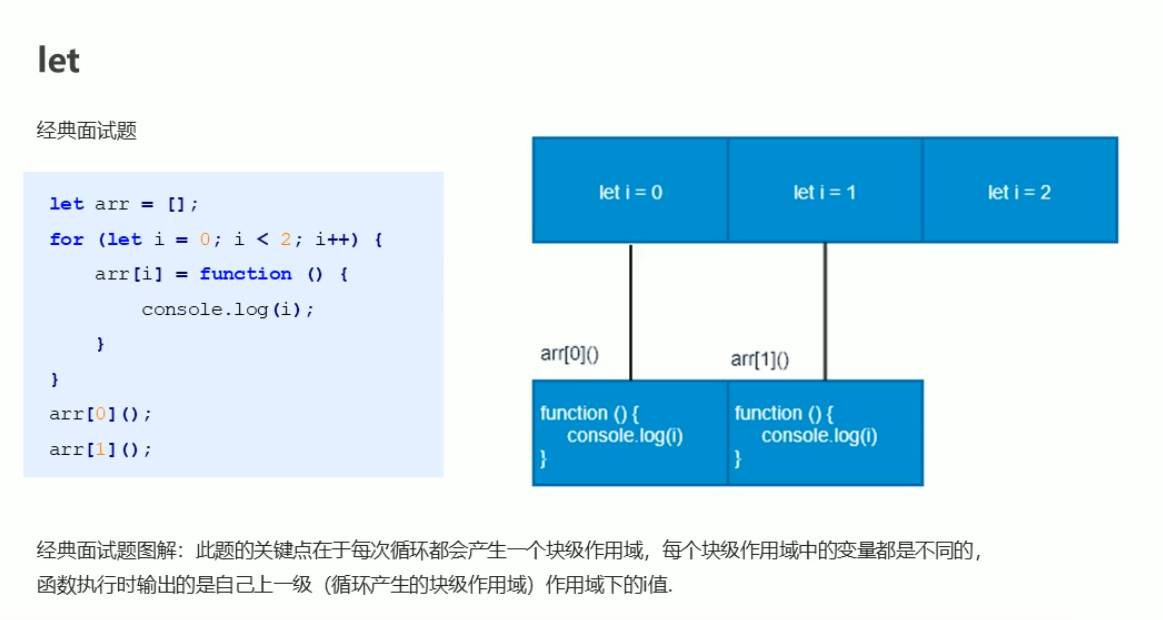 let
经典面试题
let arr = [];
for (let i = 0; i < 2; i++) {
    arr[i] = function () {
        console.log(i);
    }
}
arr[0]();
arr[1]();
let i = 0
let i = 1
let i = 2
arr[0]()
arr[1]()
function () {
    console.log(i)
}
function () {
    console.log(i)
}
经典面试题图解：此题的关键点在于每次循环都会产生一个块级作用域，每个块级作用域中的变量都是不同的，
函数执行时输出的是自己上一级（循环产生的块级作用域）作用域下的i值.